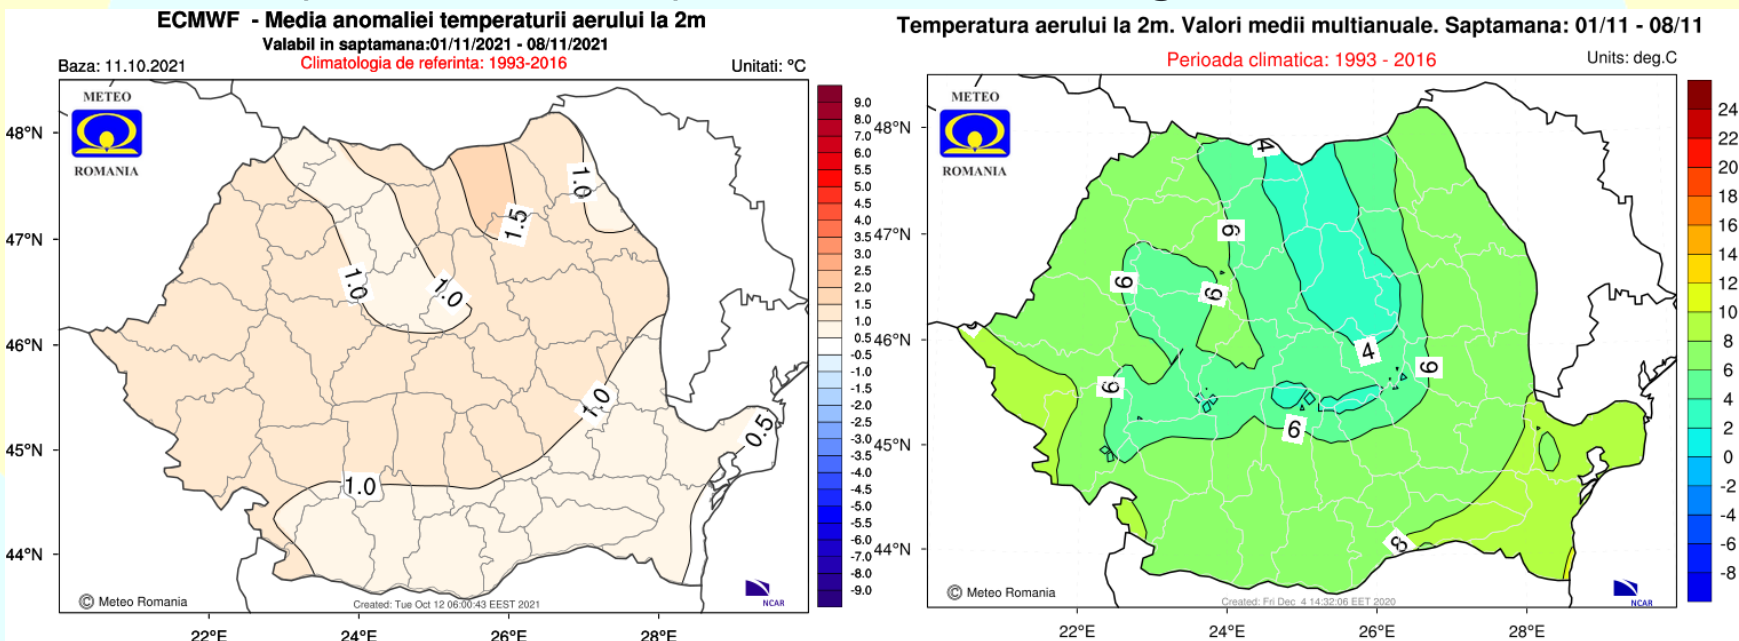 ECMWF - Media anomaliei temperaturii aerului la 2m
Valabil in saptamana:01/11/2021 - 08/11/2021
Climatologia de referinta: 1993-2016
Baza: 11.10.2021
Unitati: °C
METEO
ROMANIA
48°N
47°N
46°N
45°N
44°N
22°E
24°E
26°E
28°E
1.0
1.5
1.0
1.0
1.0
1.0
0.5
9.0
8.0
7.0
6.0
5.5
5.0
4.5
4.0
3.5
3.0
2.5
2.0
1.5
1.0
0.5
-0.5
-1.0
-1.5
-2.0
-2.5
-3.0
-3.5
-4.0
-4.5
-5.0
-5.5
-6.0
-7.0
-8.0
-9.0
© Meteo Romania
Created: Tue Oct 12 06:00:43 EEST 2021
NCAR
Temperatura aerului la 2m. Valori medii multianuale. Saptamana: 01/11 - 08/11
Perioada climatica: 1993 - 2016
Units: deg.C
METEO
ROMANIA
48°N
47°N
46°N
45°N
44°N
22°E
24°E
26°E
28°E
4
6
6
6
4
6
6
6
8
24
22
20
18
16
14
12
10
8
6
4
2
0
-2
-4
-6
-8
© Meteo Romania
Created: Fri Dec 4 14:32:06 EET 2020
NCAR